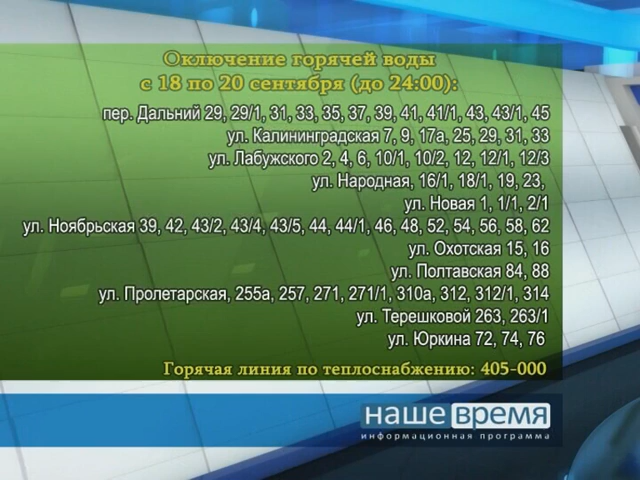 Оключение горячей воды
с 18 по 20 сентября (до 24:00):
пер. Дальний 29, 29/1, 31, 33, 35, 37, 39, 41, 41/1, 43, 43/1, 45
ул. Калининградская 7, 9, 17а, 25, 29, 31, 33
ул. Лабужского 2, 4, 6, 10/1, 10/2, 12, 12/1, 12/3
ул. Народная, 16/1, 18/1, 19, 23,
ул. Новая 1, 1/1, 2/1
ул. Ноябрьская 39, 42, 43/2, 43/4, 43/5, 44, 44/1, 46, 48, 52, 54, 56, 58, 62
ул. Охотская 15, 16
ул. Полтавская 84, 88
ул. Пролетарская, 255а, 257, 271, 271/1, 310а, 312, 312/1, 314
ул. Терешковой 263, 263/1
ул. Юркина 72, 74, 76
Горячая линия по теплоснабжению: 405-000
наше время
информационная программа